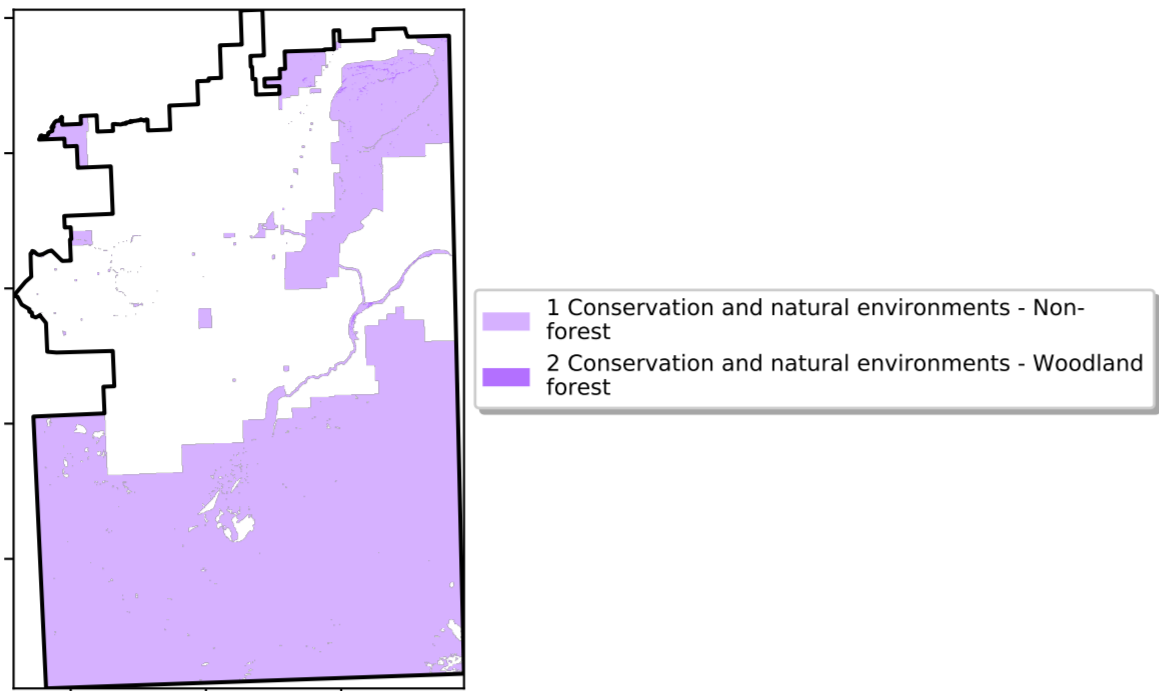 1 Conservation and natural environments - Non-
forest
2 Conservation and natural environments - Woodland
forest